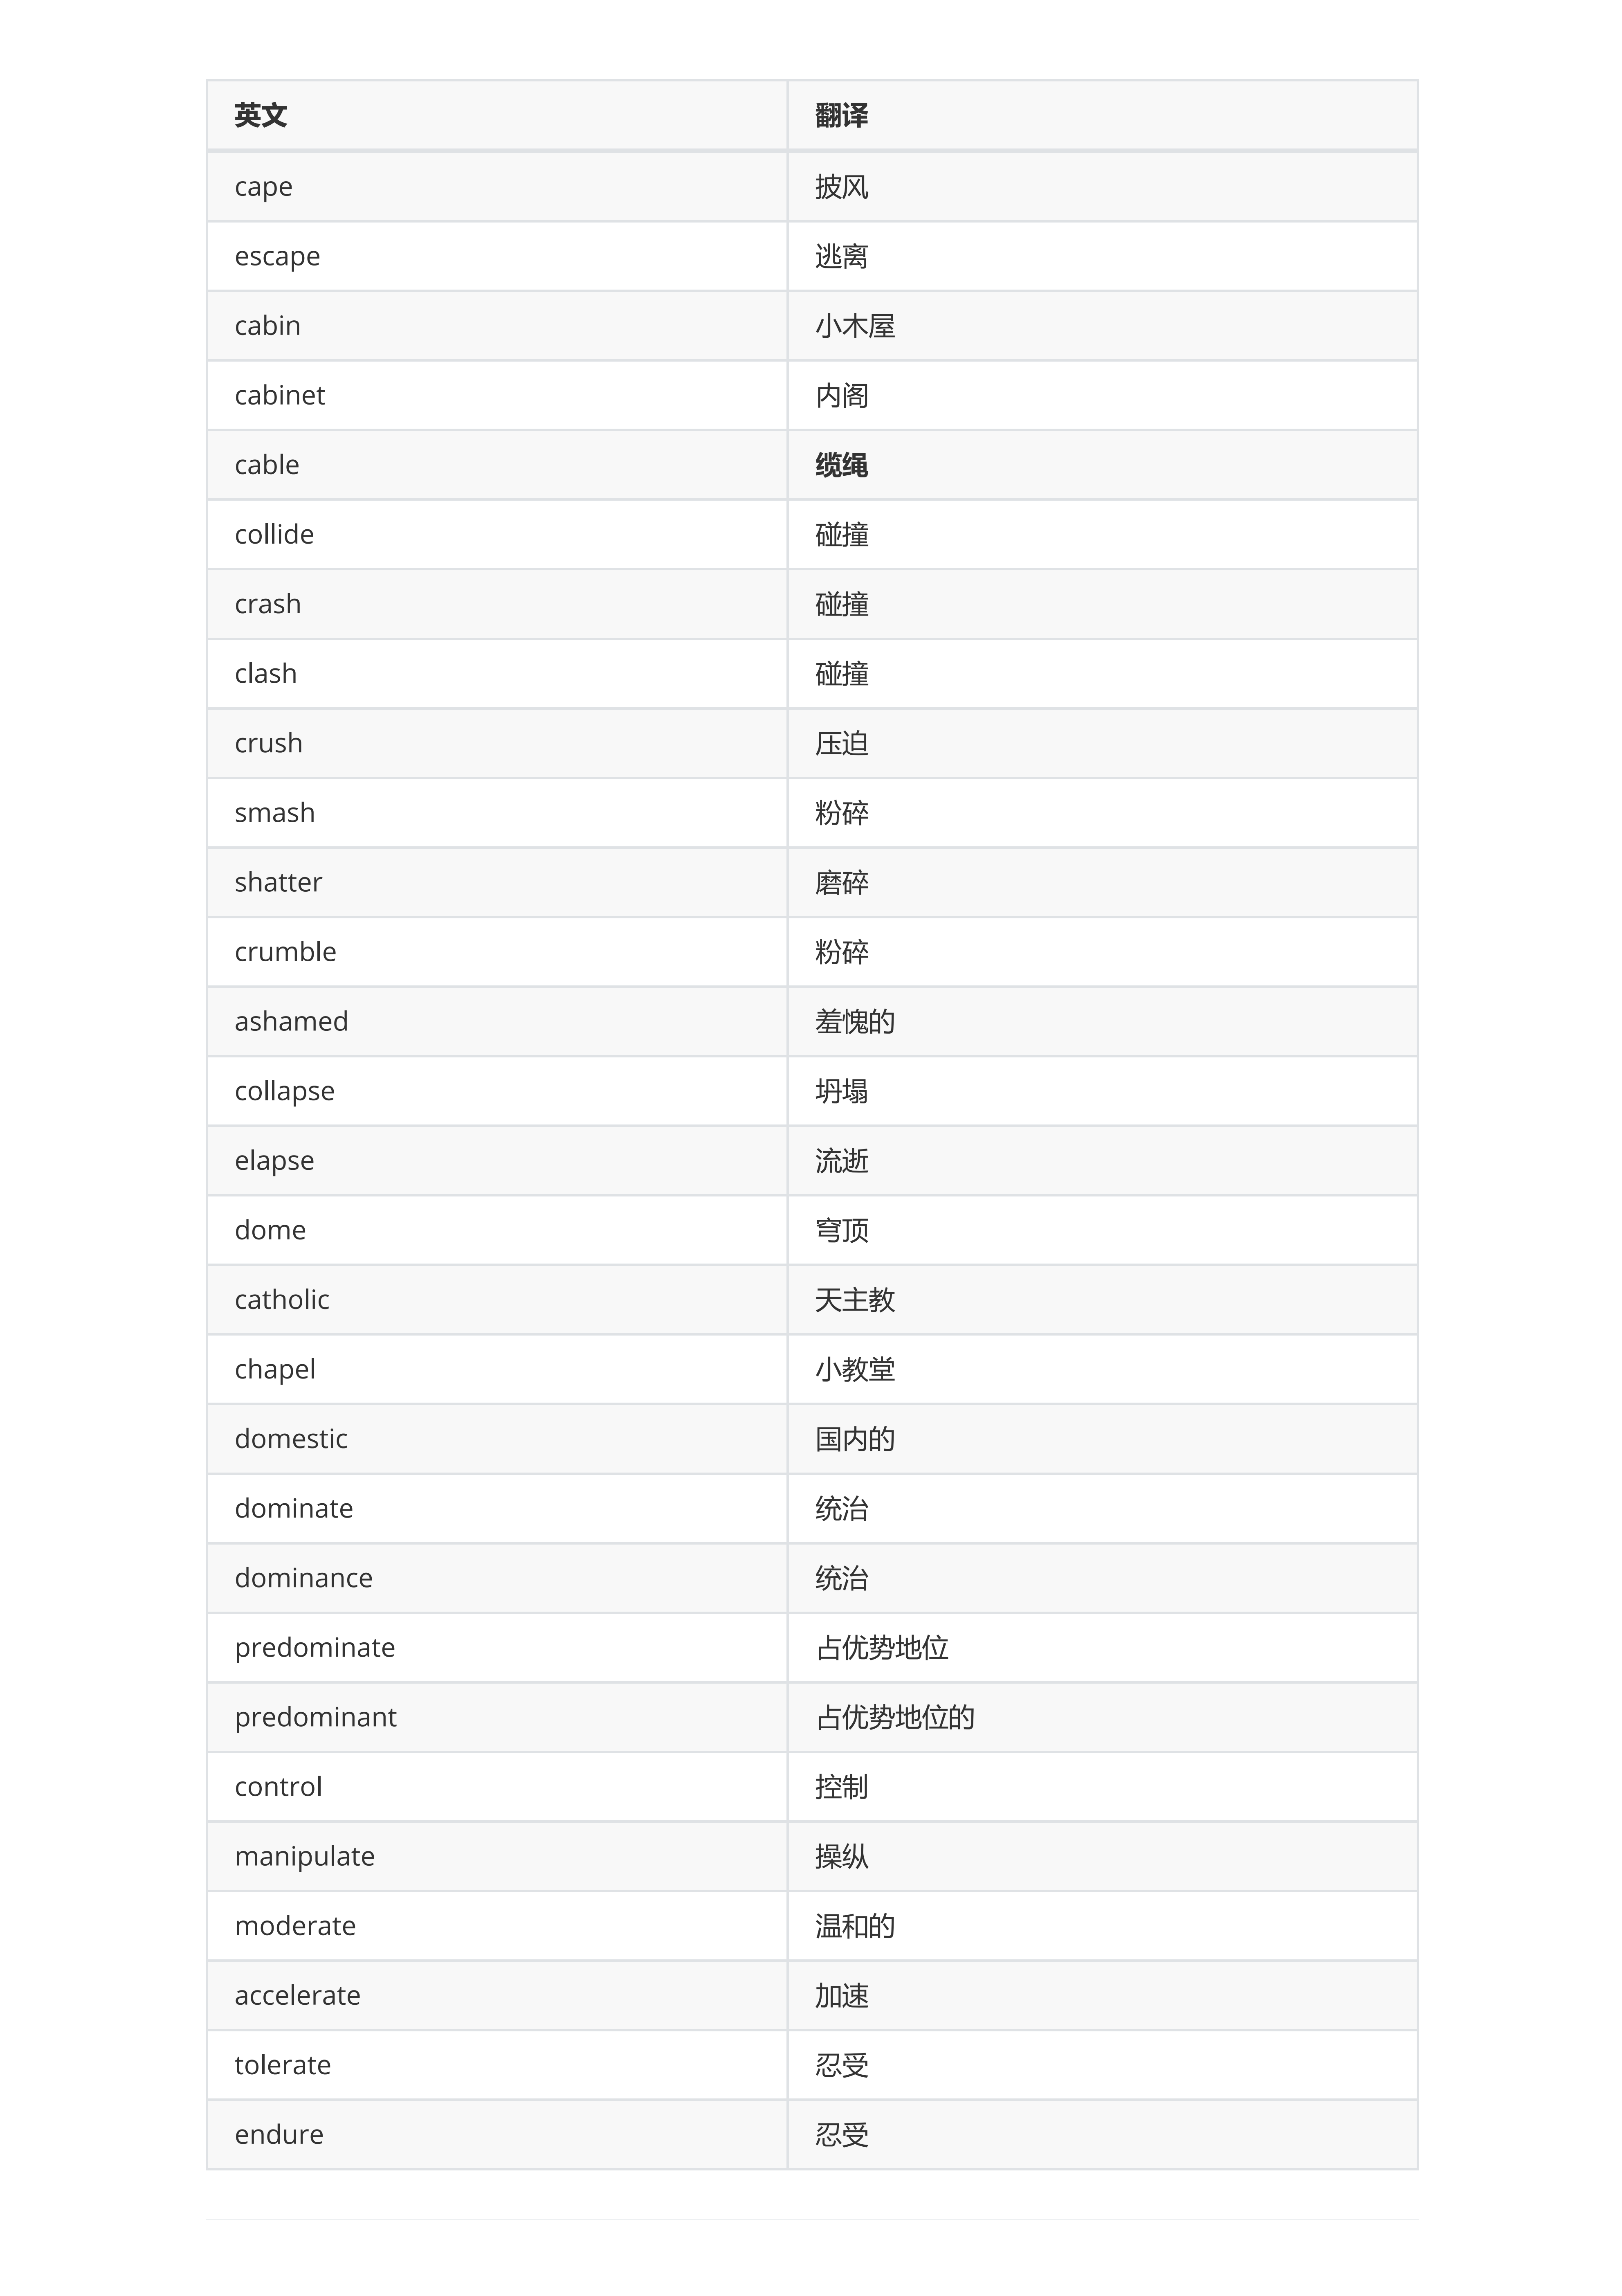 英文 翻译
cape 披风
escape 逃离
cabin 小木屋
cabinet 内阁
cable 缆绳
collide 碰撞
crash 碰撞
clash 碰撞
crush 压迫
smash 粉碎
shatter 磨碎
crumble 粉碎
ashamed 羞愧的
collapse 坍塌
elapse 流逝
dome 穹顶
catholic 天主教
chapel 小教堂
domestic 国内的
dominate 统治
dominance 统治
predominate 占优势地位
predominant 占优势地位的
control 控制
manipulate 操纵
moderate 温和的
accelerate 加速
tolerate 忍受
endure 忍受